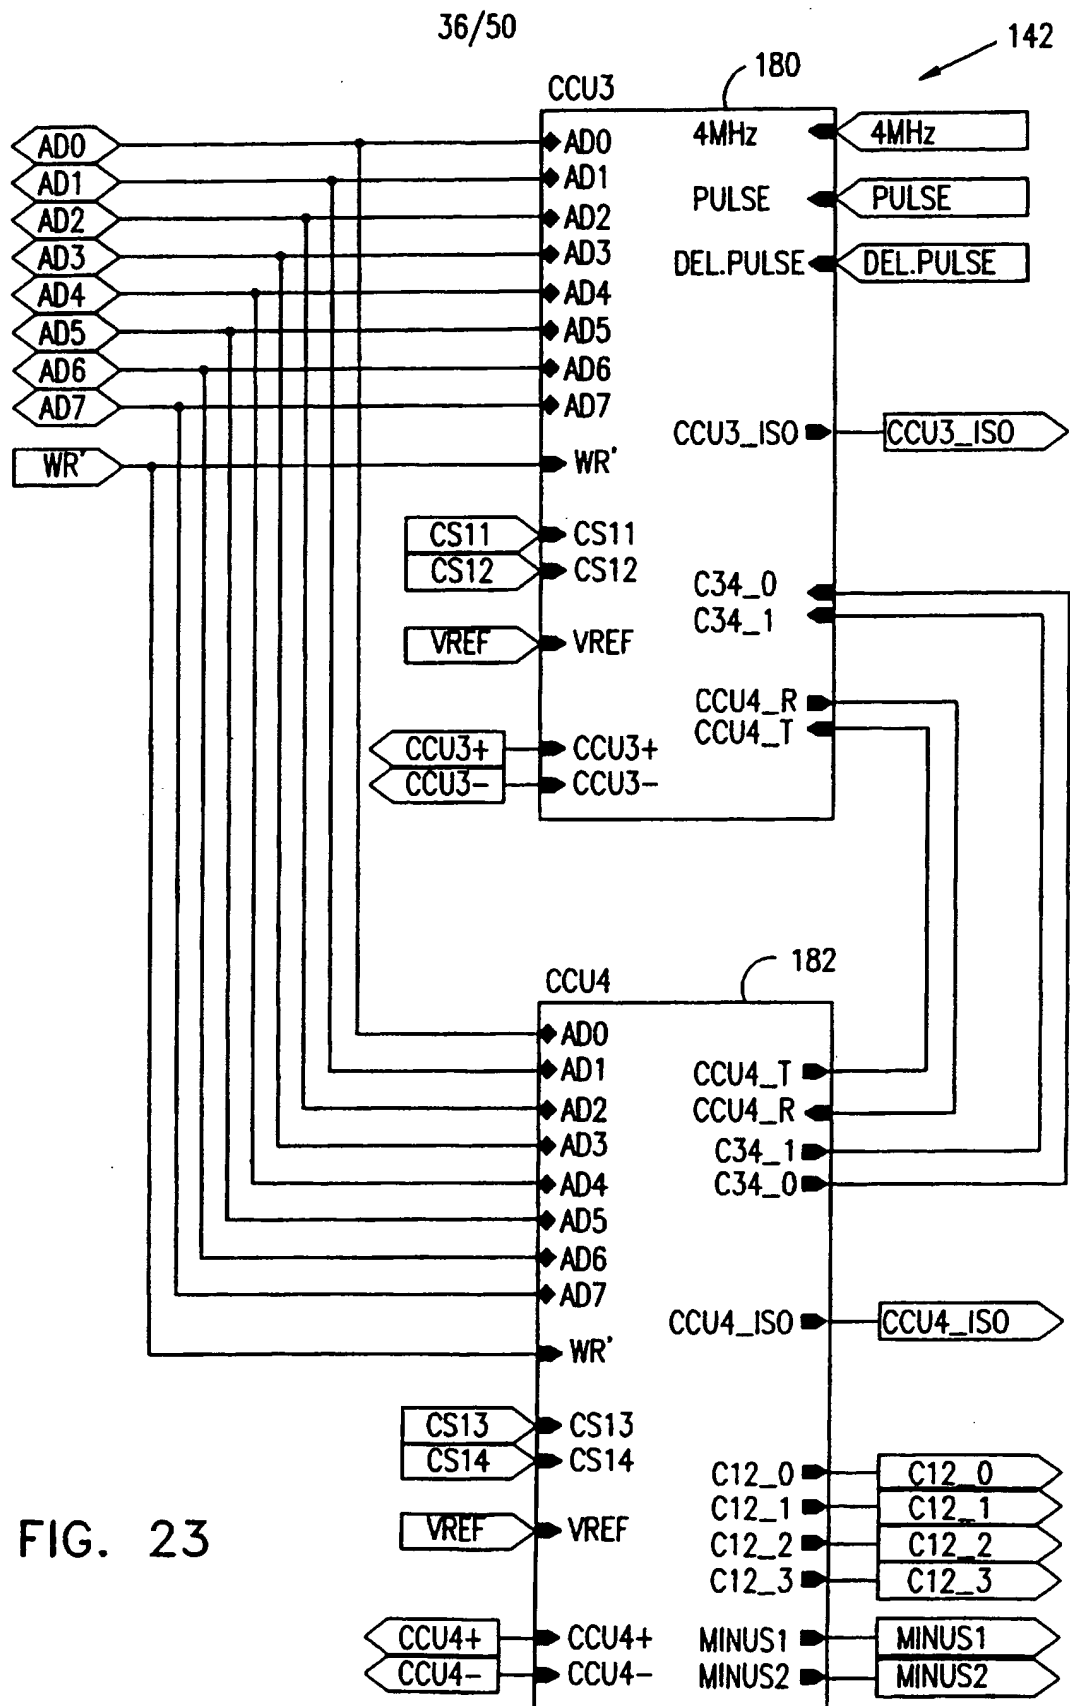 36/50
142
180
CCU3
AD0 AD0 4MHz 4MHz
AD1 AD1
AD2 AD2 PULSE PULSE
AD3 AD3 DEL.PULSE DEL.PULSE
AD4 AD4
AD5 AD5
AD6 AD6
AD7 AD7
CCU3_ISO CCU3_ISO
WR' WR'
CS11 CS11
CS12 CS12
C34_0
C34_1
VREF VREF
CCU4_R
CCU4_T
CCU3+ CCU3+
CCU3- CCU3-
182
CCU4
AD0
AD1 CCU4_T
AD2 CCU4_R
AD3 C34_1
AD4 C34_0
AD5
AD6
AD7
CCU4_ISO CCU4_ISO
WR'
CS13 CS13
CS14 CS14
C12_0 C12_0
C12_1 C12_1
VREF VREF
C12_2 C12_2
C12_3 C12_3
FIG. 23
CCU4+ CCU4+ MINUS1 MINUS1
CCU4- CCU4- MINUS2 MINUS2